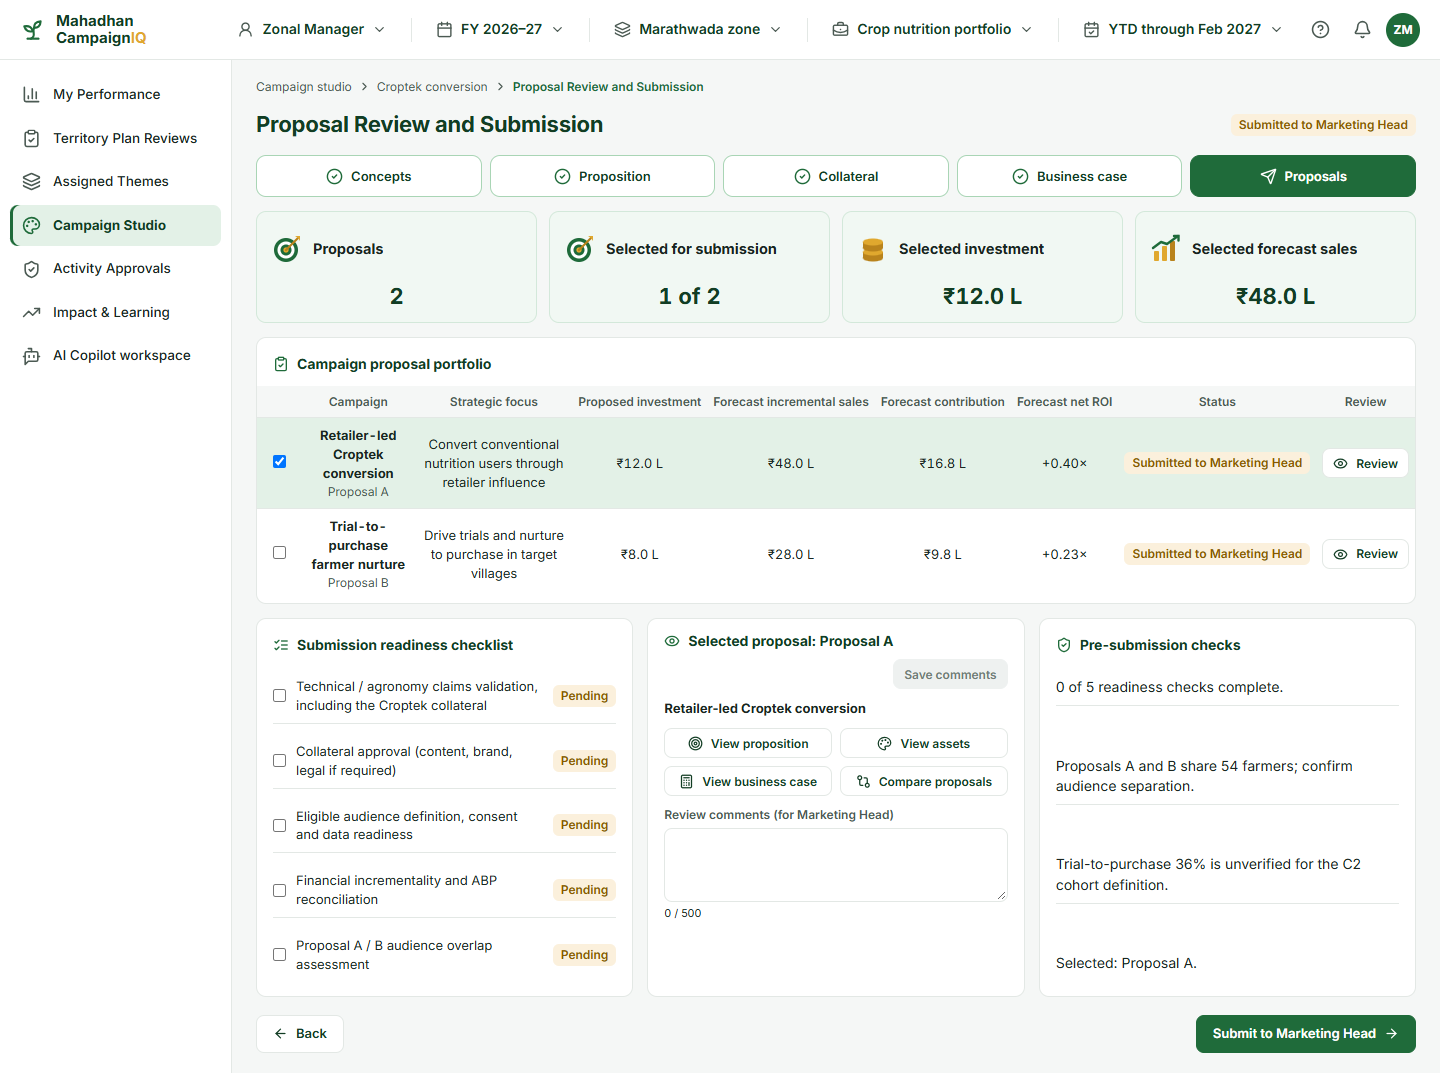 Mahadhan
CampaignIQ
Zonal Manager
FY 2026–27
Marathwada zone
Crop nutrition portfolio
YTD through Feb 2027
ZM
My Performance
Territory Plan Reviews
Assigned Themes
Campaign Studio
Activity Approvals
Impact & Learning
AI Copilot workspace
Campaign studio > Croptek conversion > Proposal Review and Submission
Proposal Review and Submission
Submitted to Marketing Head
Concepts
Proposition
Collateral
Business case
Proposals
Proposals
2
Selected for submission
1 of 2
Selected investment
₹12.0 L
Selected forecast sales
₹48.0 L
Campaign proposal portfolio
Campaign Strategic focus Proposed investment Forecast incremental sales Forecast contribution Forecast net ROI Status Review
Retailer-led
Croptek
conversion
Proposal A
Convert conventional
nutrition users through
retailer influence
₹12.0 L
₹48.0 L
₹16.8 L
+0.40×
Submitted to Marketing Head
Review
Trial-to-
purchase
farmer nurture
Proposal B
Drive trials and nurture
to purchase in target
villages
₹8.0 L
₹28.0 L
₹9.8 L
+0.23×
Submitted to Marketing Head
Review
Submission readiness checklist
Technical / agronomy claims validation,
including the Croptek collateral
Pending
Collateral approval (content, brand,
legal if required)
Pending
Eligible audience definition, consent
and data readiness
Pending
Financial incrementality and ABP
reconciliation
Pending
Proposal A / B audience overlap
assessment
Pending
Selected proposal: Proposal A
Save comments
Retailer-led Croptek conversion
View proposition
View assets
View business case
Compare proposals
Review comments (for Marketing Head)
0 / 500
Pre-submission checks
0 of 5 readiness checks complete.
Proposals A and B share 54 farmers; confirm
audience separation.
Trial-to-purchase 36% is unverified for the C2
cohort definition.
Selected: Proposal A.
Back
Submit to Marketing Head